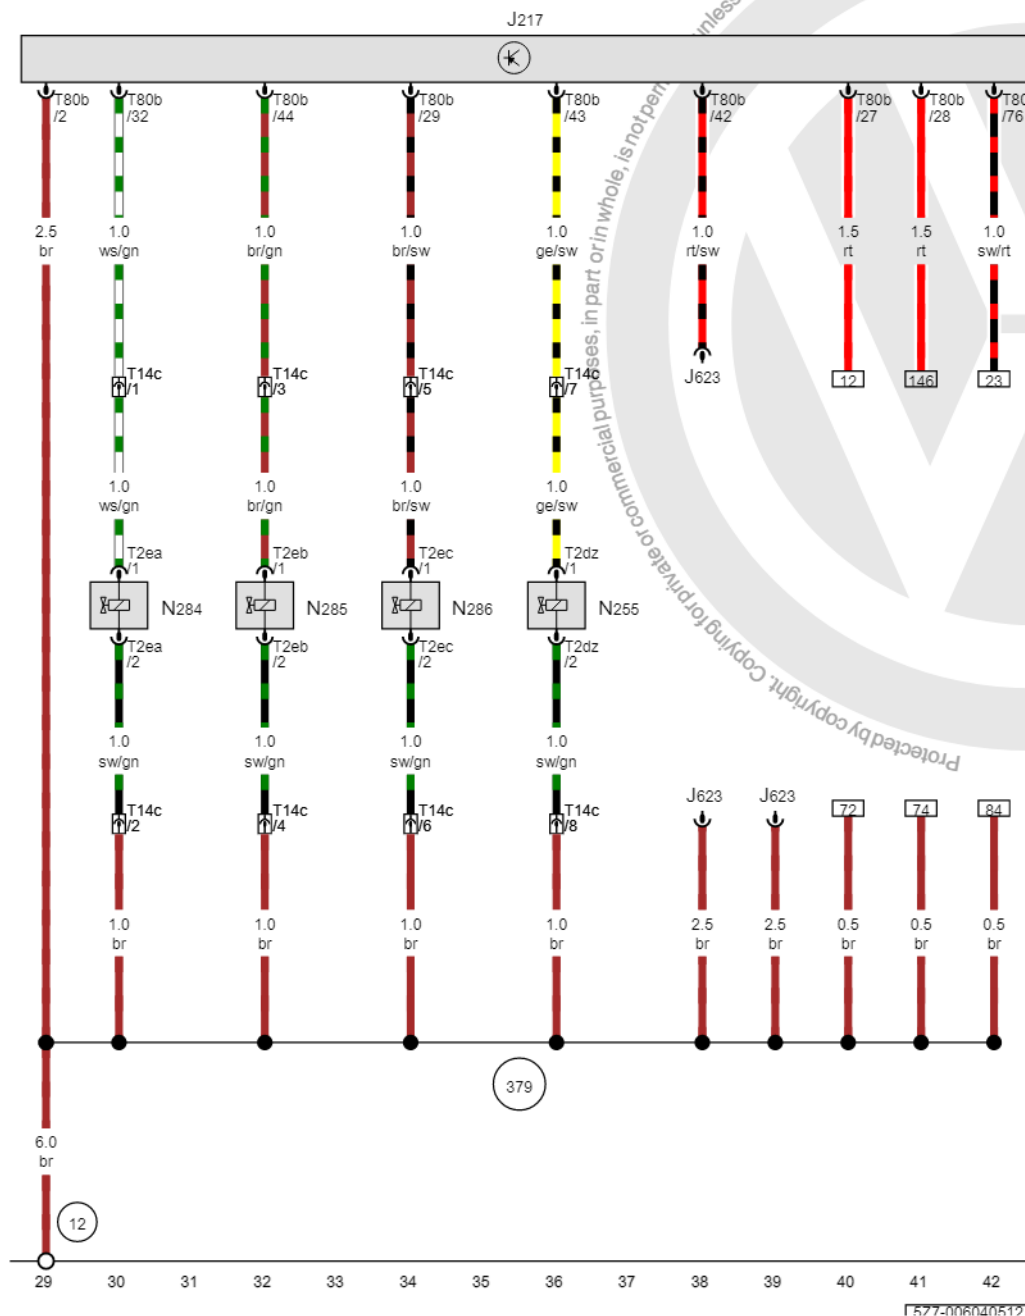 J217
unless
T80b
/2
T80b
/32
T80b
/44
T80b
/29
T80b
/43
T80b
/42
T80b
/27
T80b
/28
/76
2.5
br
1.0
ws/gn
1.0
br/gn
1.0
br/sw
1.0
ge/sw
1.0
rt/sw
1.5
rt
1.5
rt
1.0
sw/rt
T14c
/1
T14c
/3
T14c
/5
T14c
/7
J623
12
146
23
1.0
ws/gn
1.0
br/gn
1.0
br/sw
1.0
ge/sw
T2ea
/1
T2eb
/1
T2ec
/1
T2dz
/1
N284
N285
N286
N255
T2ea
/2
T2eb
/2
T2ec
/2
T2dz
/2
Protected by copyright. Copying for private or commercial purposes, in part or in whole, is not
1.0
sw/gn
1.0
sw/gn
1.0
sw/gn
1.0
sw/gn
T14c
/2
T14c
/4
T14c
/6
T14c
/8
J623
J623
72
74
84
1.0
br
1.0
br
1.0
br
1.0
br
2.5
br
2.5
br
0.5
br
0.5
br
0.5
br
379
6.0
br
12
29 30 31 32 33 34 35 36 37 38 39 40 41 42
5Z7-006040512